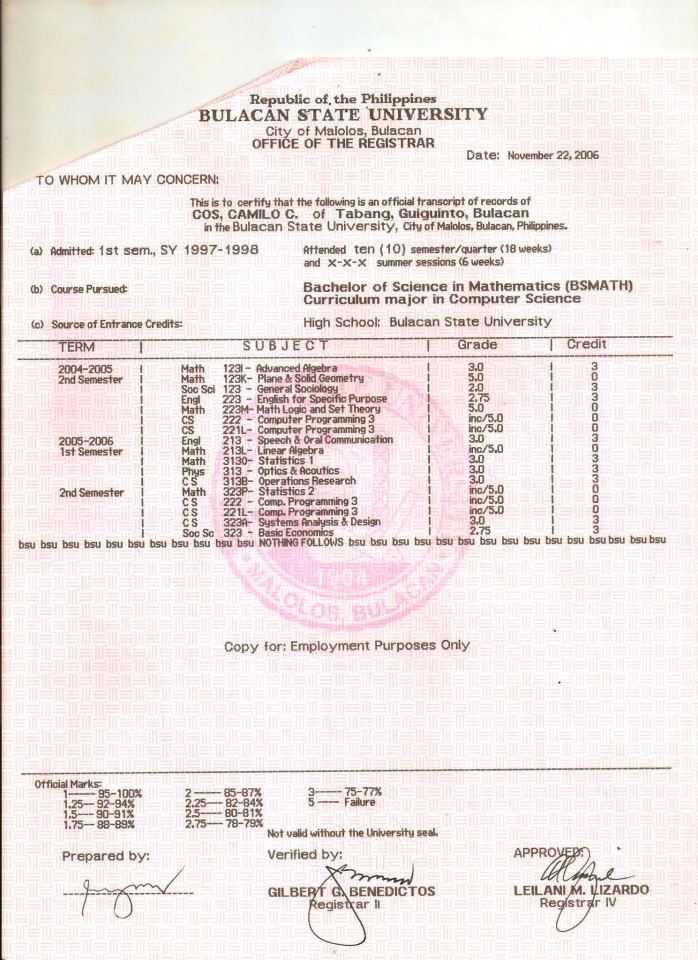 Republic of the Philippines
BULACAN STATE UNIVERSITY
City of Malolos, Bulacan
OFFICE OF THE REGISTRAR
Date: November 22, 2006
TO WHOM IT MAY CONCERN:
This is to certify that the following is an official transcript of records of
COS, CAMILO C. of Tabang, Guiguinto, Bulacan
in the Bulacan State University, City of Malolos, Bulacan, Philippines.
(a) Admitted: 1st sem., SY 1997-1998 Attended ten (10) semester/quarter (18 weeks)
and x-x-x summer sessions (6 weeks)
(b) Course Pursued: Bachelor of Science in Mathematics (BSMATH)
Curriculum major in Computer Science
(c) Source of Entrance Credits: High School: Bulacan State University
TERM | SUBJECT | Grade | Credit
2004-2005 | Math 123I - Advanced Algebra | 3.0 | 3
2nd Semester | Math 123K- Plane & Solid Geometry | 5.0 | 0
| Soc Sci 123 - General Sociology | 2.0 | 3
| Engl 223 - English for Specific Purpose | 2.75 | 3
| Math 223M- Math Logic and Set Theory | 5.0 | 0
| CS 222 - Computer Programming 3 | inc/5.0 | 0
| CS 221L- Computer Programming 3 | inc/5.0 | 0
2005-2006 | Engl 213 - Speech & Oral Communication | 3.0 | 3
1st Semester | Math 213L- Linear Algebra | inc/5.0 | 0
| Math 313O- Statistics 1 | 3.0 | 3
| Phys 313 - Optics & Acoutics | 3.0 | 3
| C S 313B- Operations Research | 3.0 | 3
2nd Semester | Math 323P- Statistics 2 | inc/5.0 | 0
| C S 222 - Comp. Programming 3 | inc/5.0 | 0
| C S 221L- Comp. Programming 3 | inc/5.0 | 0
| C S 323A- Systems Analysis & Design | 3.0 | 3
| Soc Sc 323 - Basic Economics | 2.75 | 3
bsu bsu bsu bsu bsu bsu bsu bsu bsu bsu bsu NOTHING FOLLOWS bsu bsu bsu bsu bsu bsu bsu bsu bsu bsu bsu bsu bsu bsu bsu
1904
MALOLOS, BULACAN
Copy for: Employment Purposes Only
Official Marks:
1----- 95-100% 2 ----- 85-87% 3----- 75-77%
1.25--- 92-94% 2.25---- 82-84% 5 ---- Failure
1.5---- 90-91% 2.5----- 80-81%
1.75--- 88-89% 2.75---- 78-79%
Not valid without the University seal.
Prepared by: Verified by: APPROVED:
GILBERT G. BENEDICTOS LEILANI M. LIZARDO
Registrar II Registrar IV